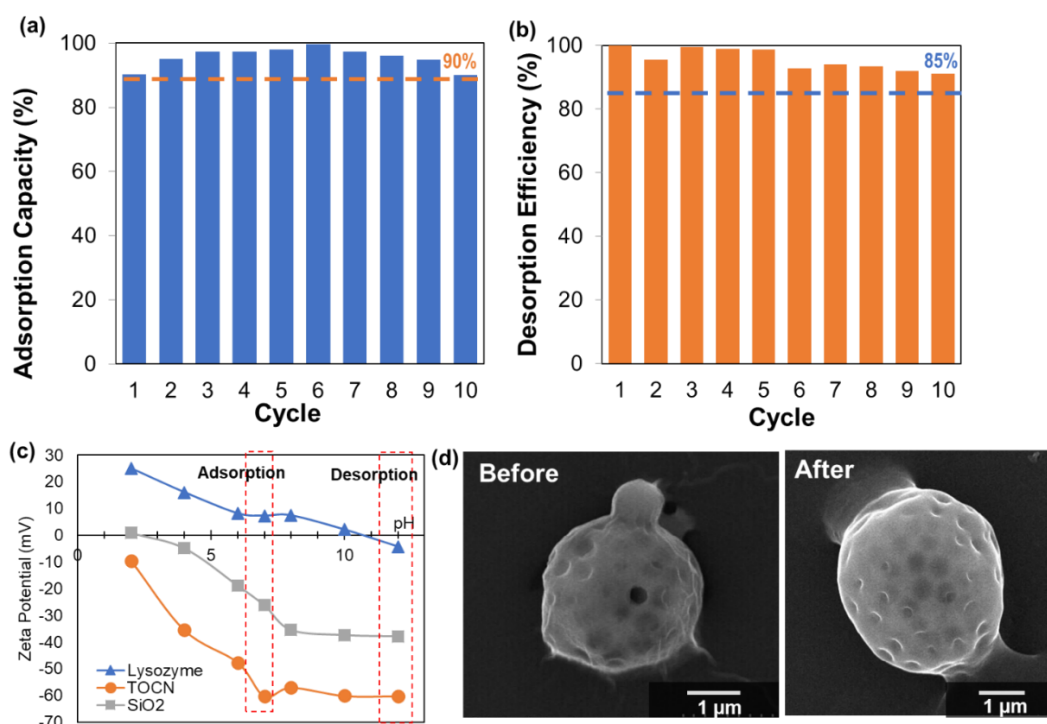 (a)
Adsorption Capacity (%)
100
80
60
40
20
0
90%
1 2 3 4 5 6 7 8 9 10
Cycle
(b)
Desorption Efficiency (%)
100
80
60
40
20
0
85%
1 2 3 4 5 6 7 8 9 10
Cycle
(c)
Zeta Potential (mV)
30
20
10
0
-10
-20
-30
-40
-50
-60
-70
Adsorption
Desorption
pH
0 5 10
Lysozyme
TOCN
SiO2
(d)
Before
1 µm
After
1 µm